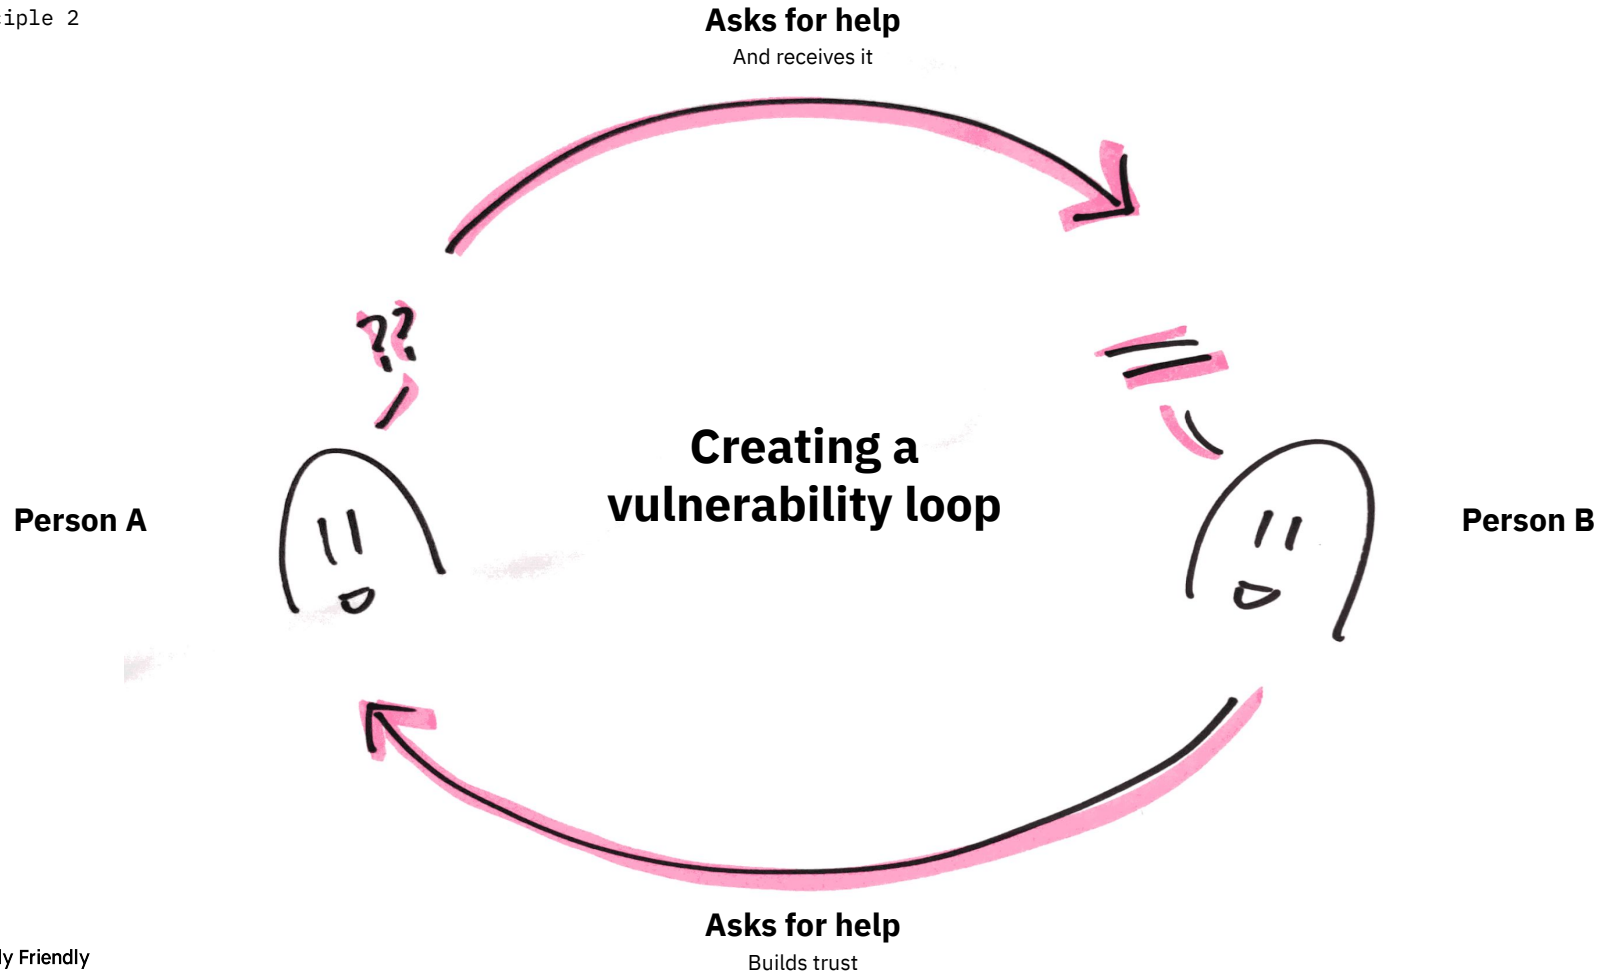 ciple 2
Asks for help
And receives it
??
Creating a
vulnerability loop
Person A
Person B
Asks for help
Builds trust
ly Friendly